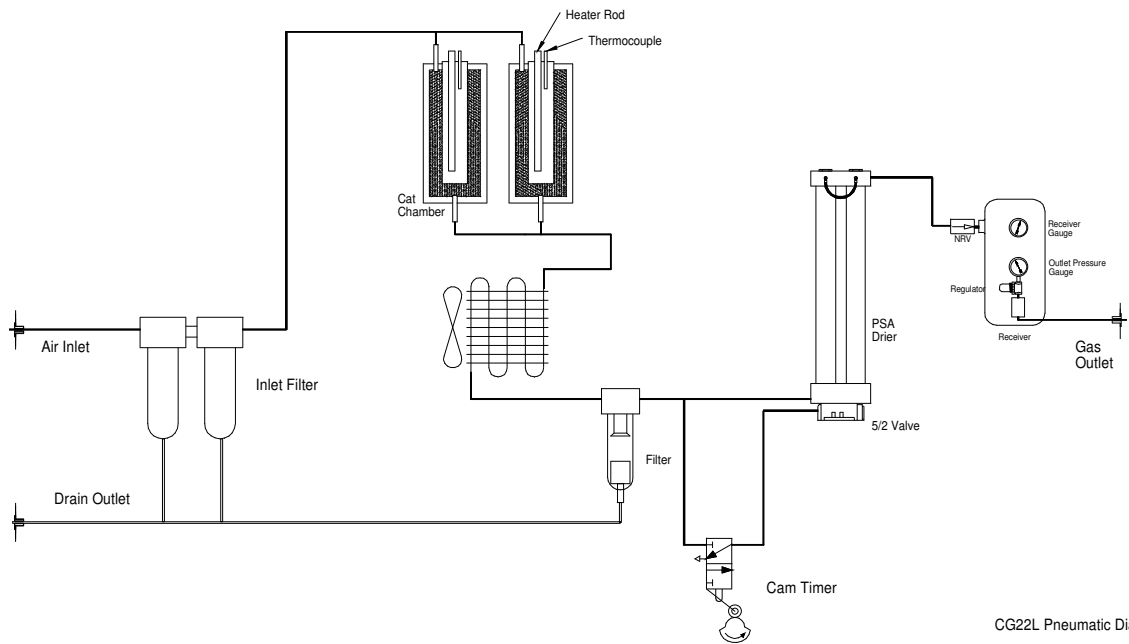 Heater Rod
Thermocouple
Cat
Chamber
NRV
Receiver
Gauge
Outlet Pressure
Gauge
Regulator
Receiver
PSA
Drier
Gas
Outlet
Air Inlet
Inlet Filter
5/2 Valve
Filter
Drain Outlet
Cam Timer
CG22L Pneumatic Dia